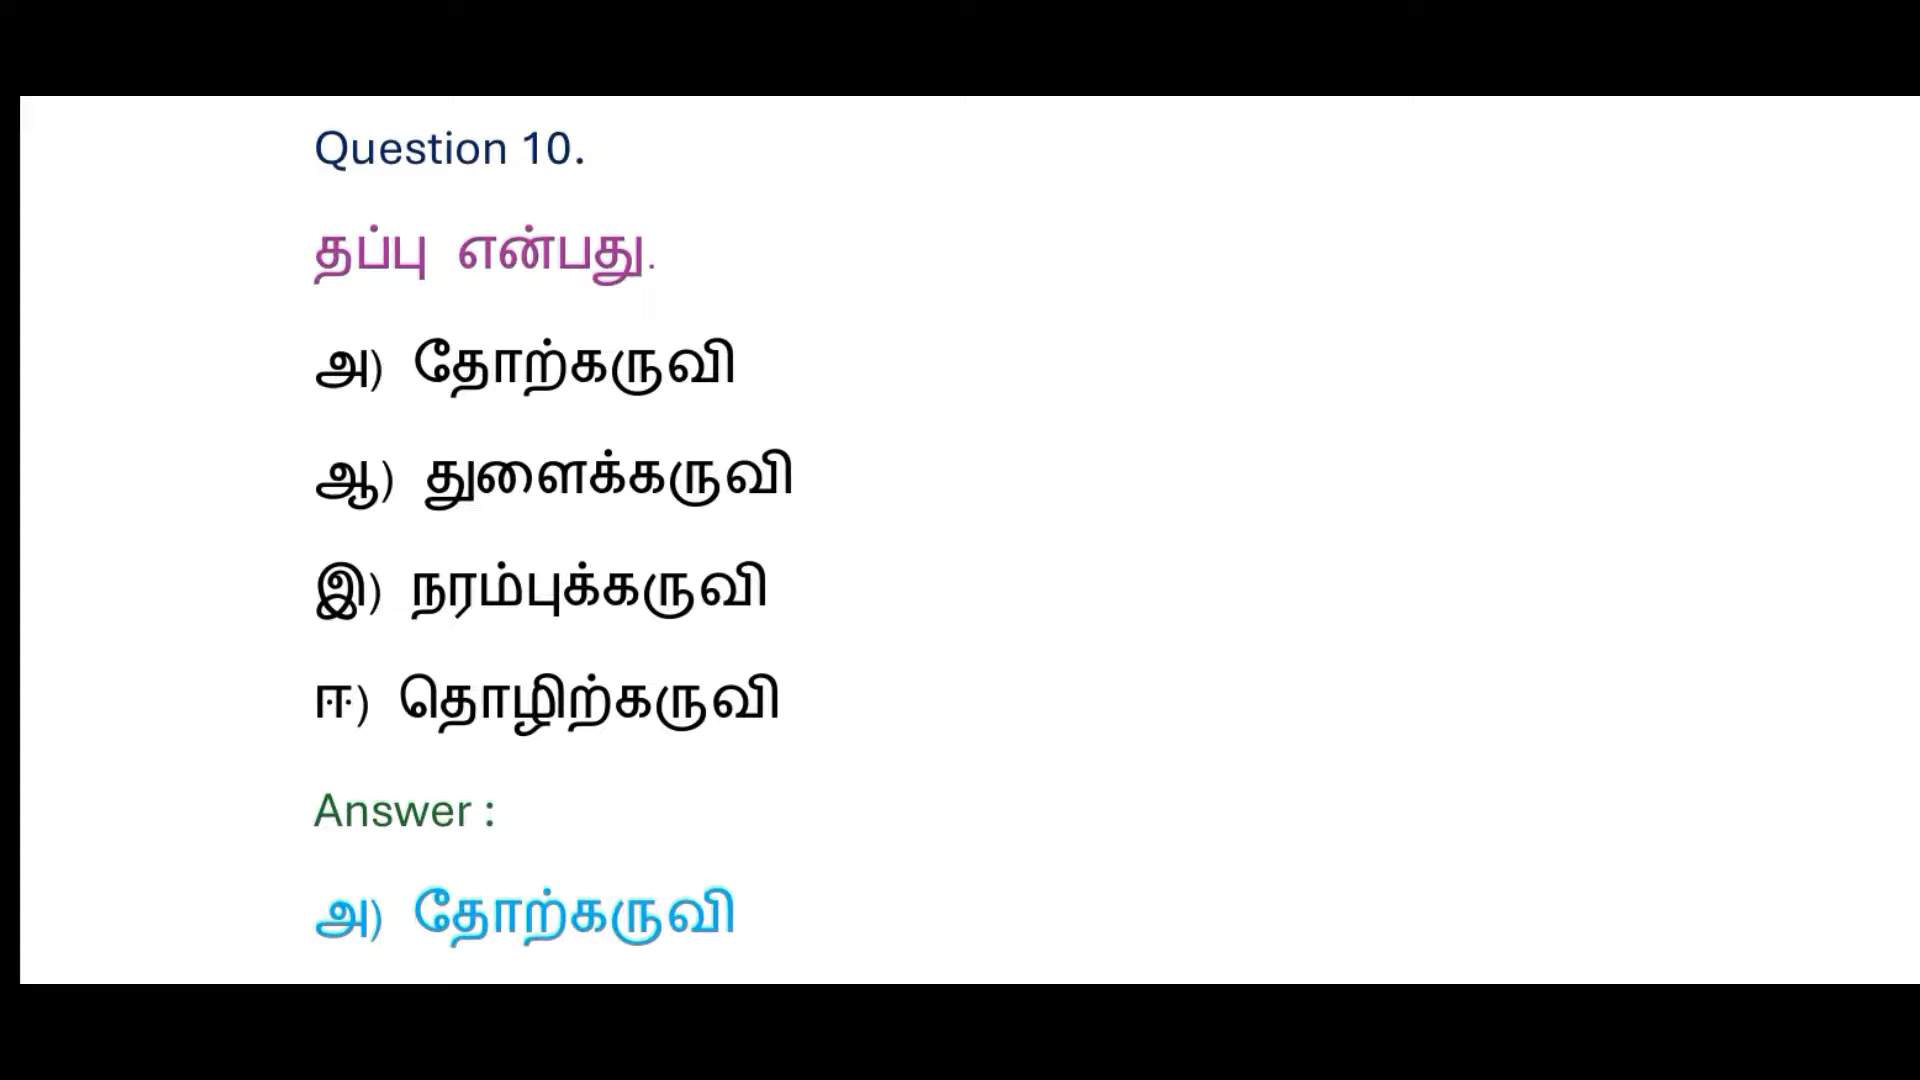 Question 10.
தப்பு என்பது.
அ) தோற்கருவி
ஆ) துளைக்கருவி
இ) நரம்புக்கருவி
ஈ) தொழிற்கருவி
Answer :
அ) தோற்கருவி